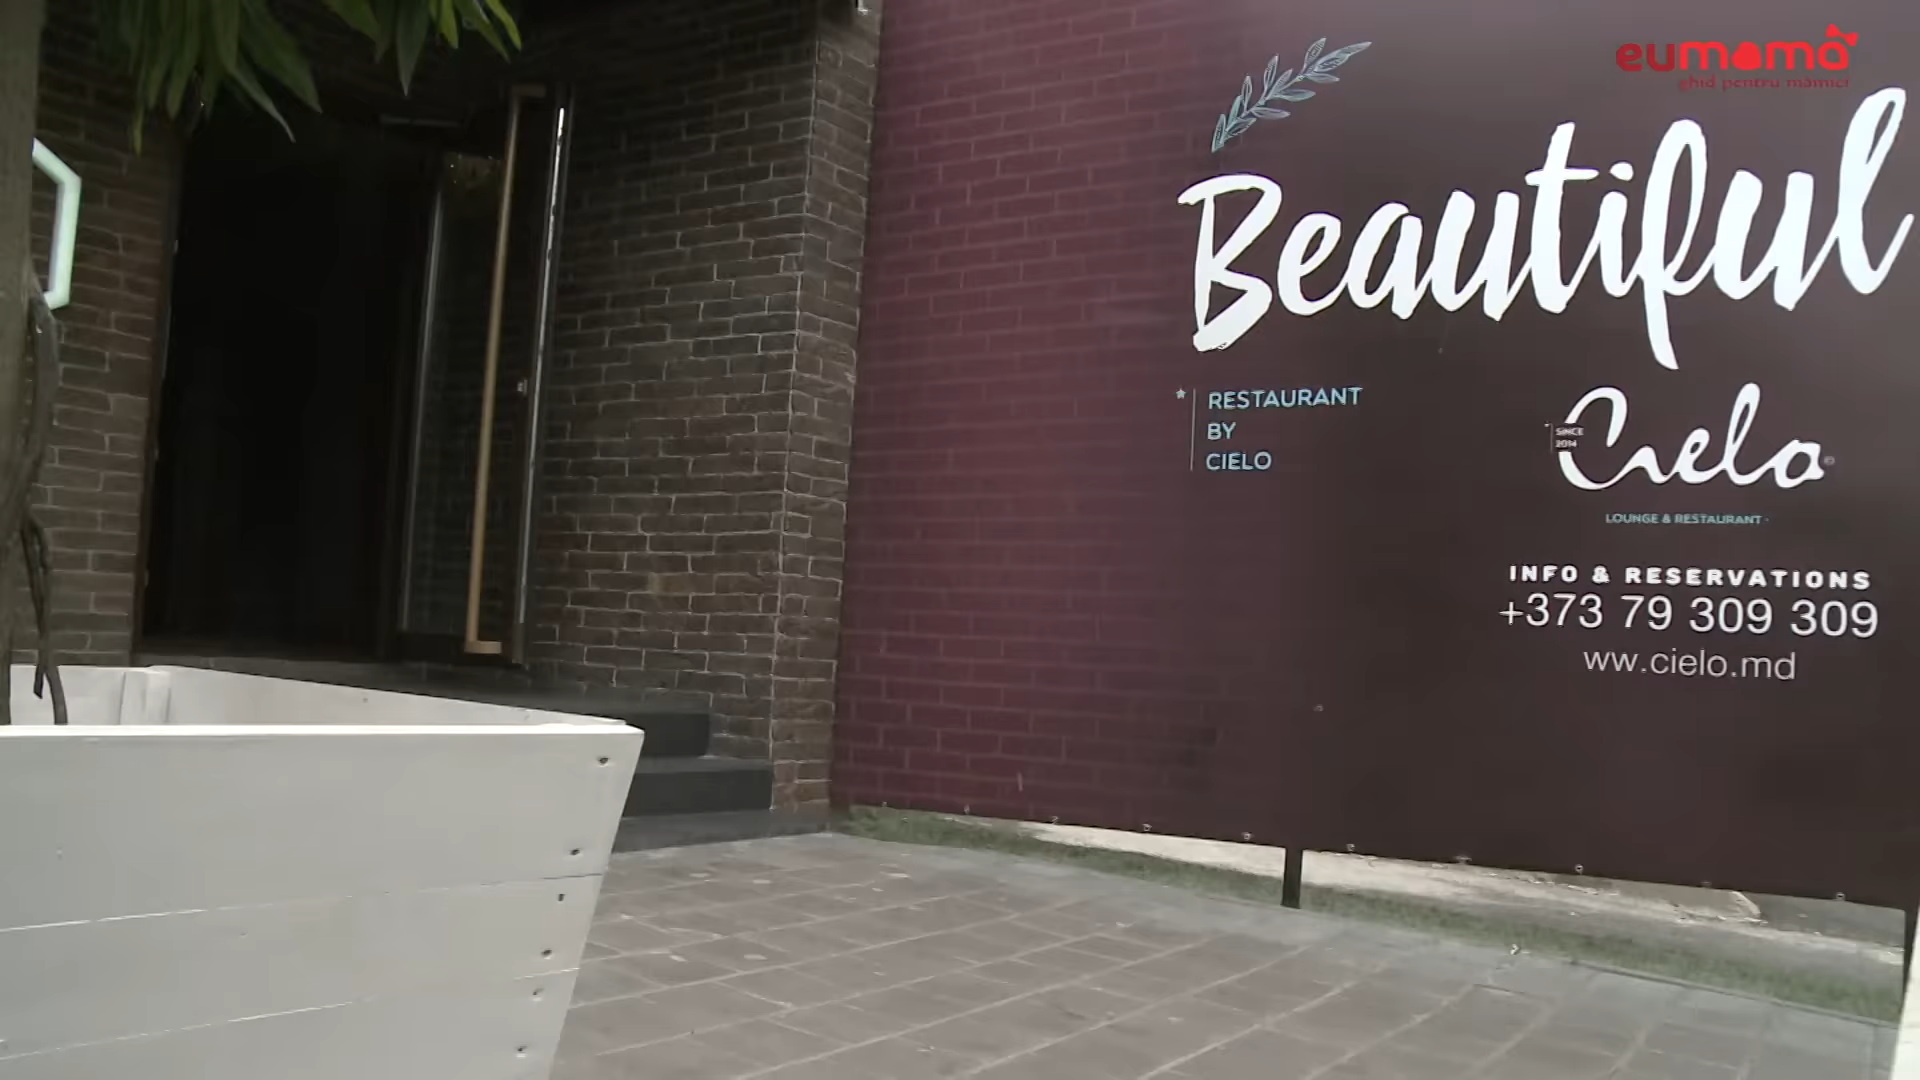 eumama
ghid pentru mămici
Beautiful
* RESTAURANT
BY
CIELO
SINCE
2014
Cielo
LOUNGE & RESTAURANT
INFO & RESERVATIONS
+373 79 309 309
ww.cielo.md